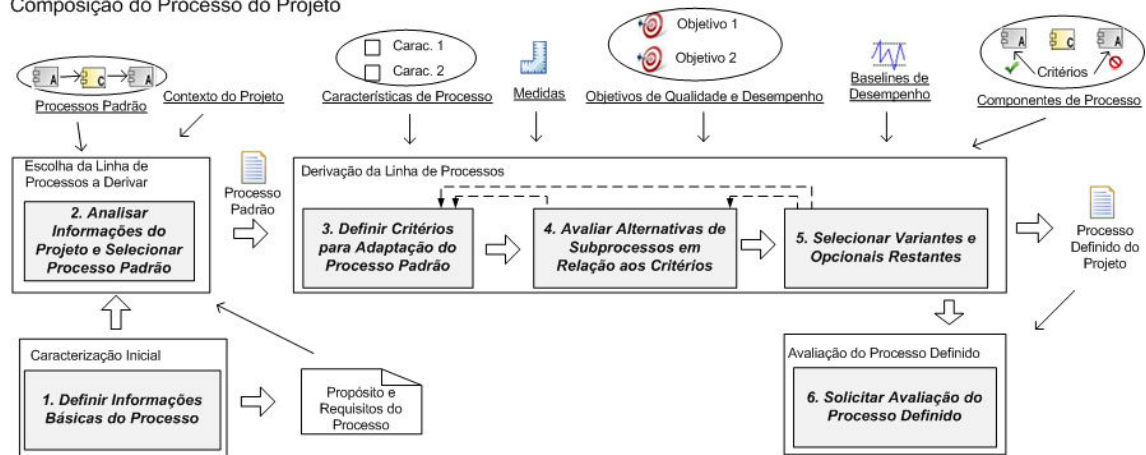 Composição do Processo do Projeto
Carac. 1
Carac. 2
Objetivo 1
Objetivo 2
A
C
A
A
C
A
Critérios
Processos Padrão
Contexto do Projeto
Características de Processo
Medidas
Objetivos de Qualidade e Desempenho
Baselines de
Desempenho
Componentes de Processo
Escolha da Linha de
Processos a Derivar
2. Analisar
Informações do
Projeto e Selecionar
Processo Padrão
Processo
Padrão
Derivação da Linha de Processos
3. Definir Critérios
para Adaptação do
Processo Padrão
4. Avaliar Alternativas de
Subprocessos em
Relação aos Critérios
5. Selecionar Variantes e
Opcionais Restantes
Processo
Definido do
Projeto
Caracterização Inicial
1. Definir Informações
Básicas do Processo
Propósito e
Requisitos do
Processo
Avaliação do Processo Definido
6. Solicitar Avaliação do
Processo Definido